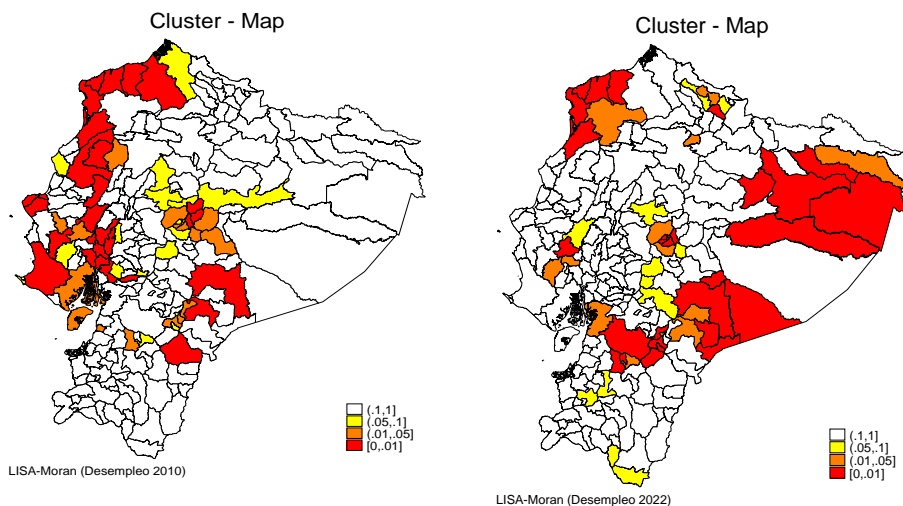 Cluster - Map
(.1,1]
(.05,.1]
(.01,.05]
[0,.01]
LISA-Moran (Desempleo 2010)
Cluster - Map
(.1,1]
(.05,.1]
(.01,.05]
[0,.01]
LISA-Moran (Desempleo 2022)